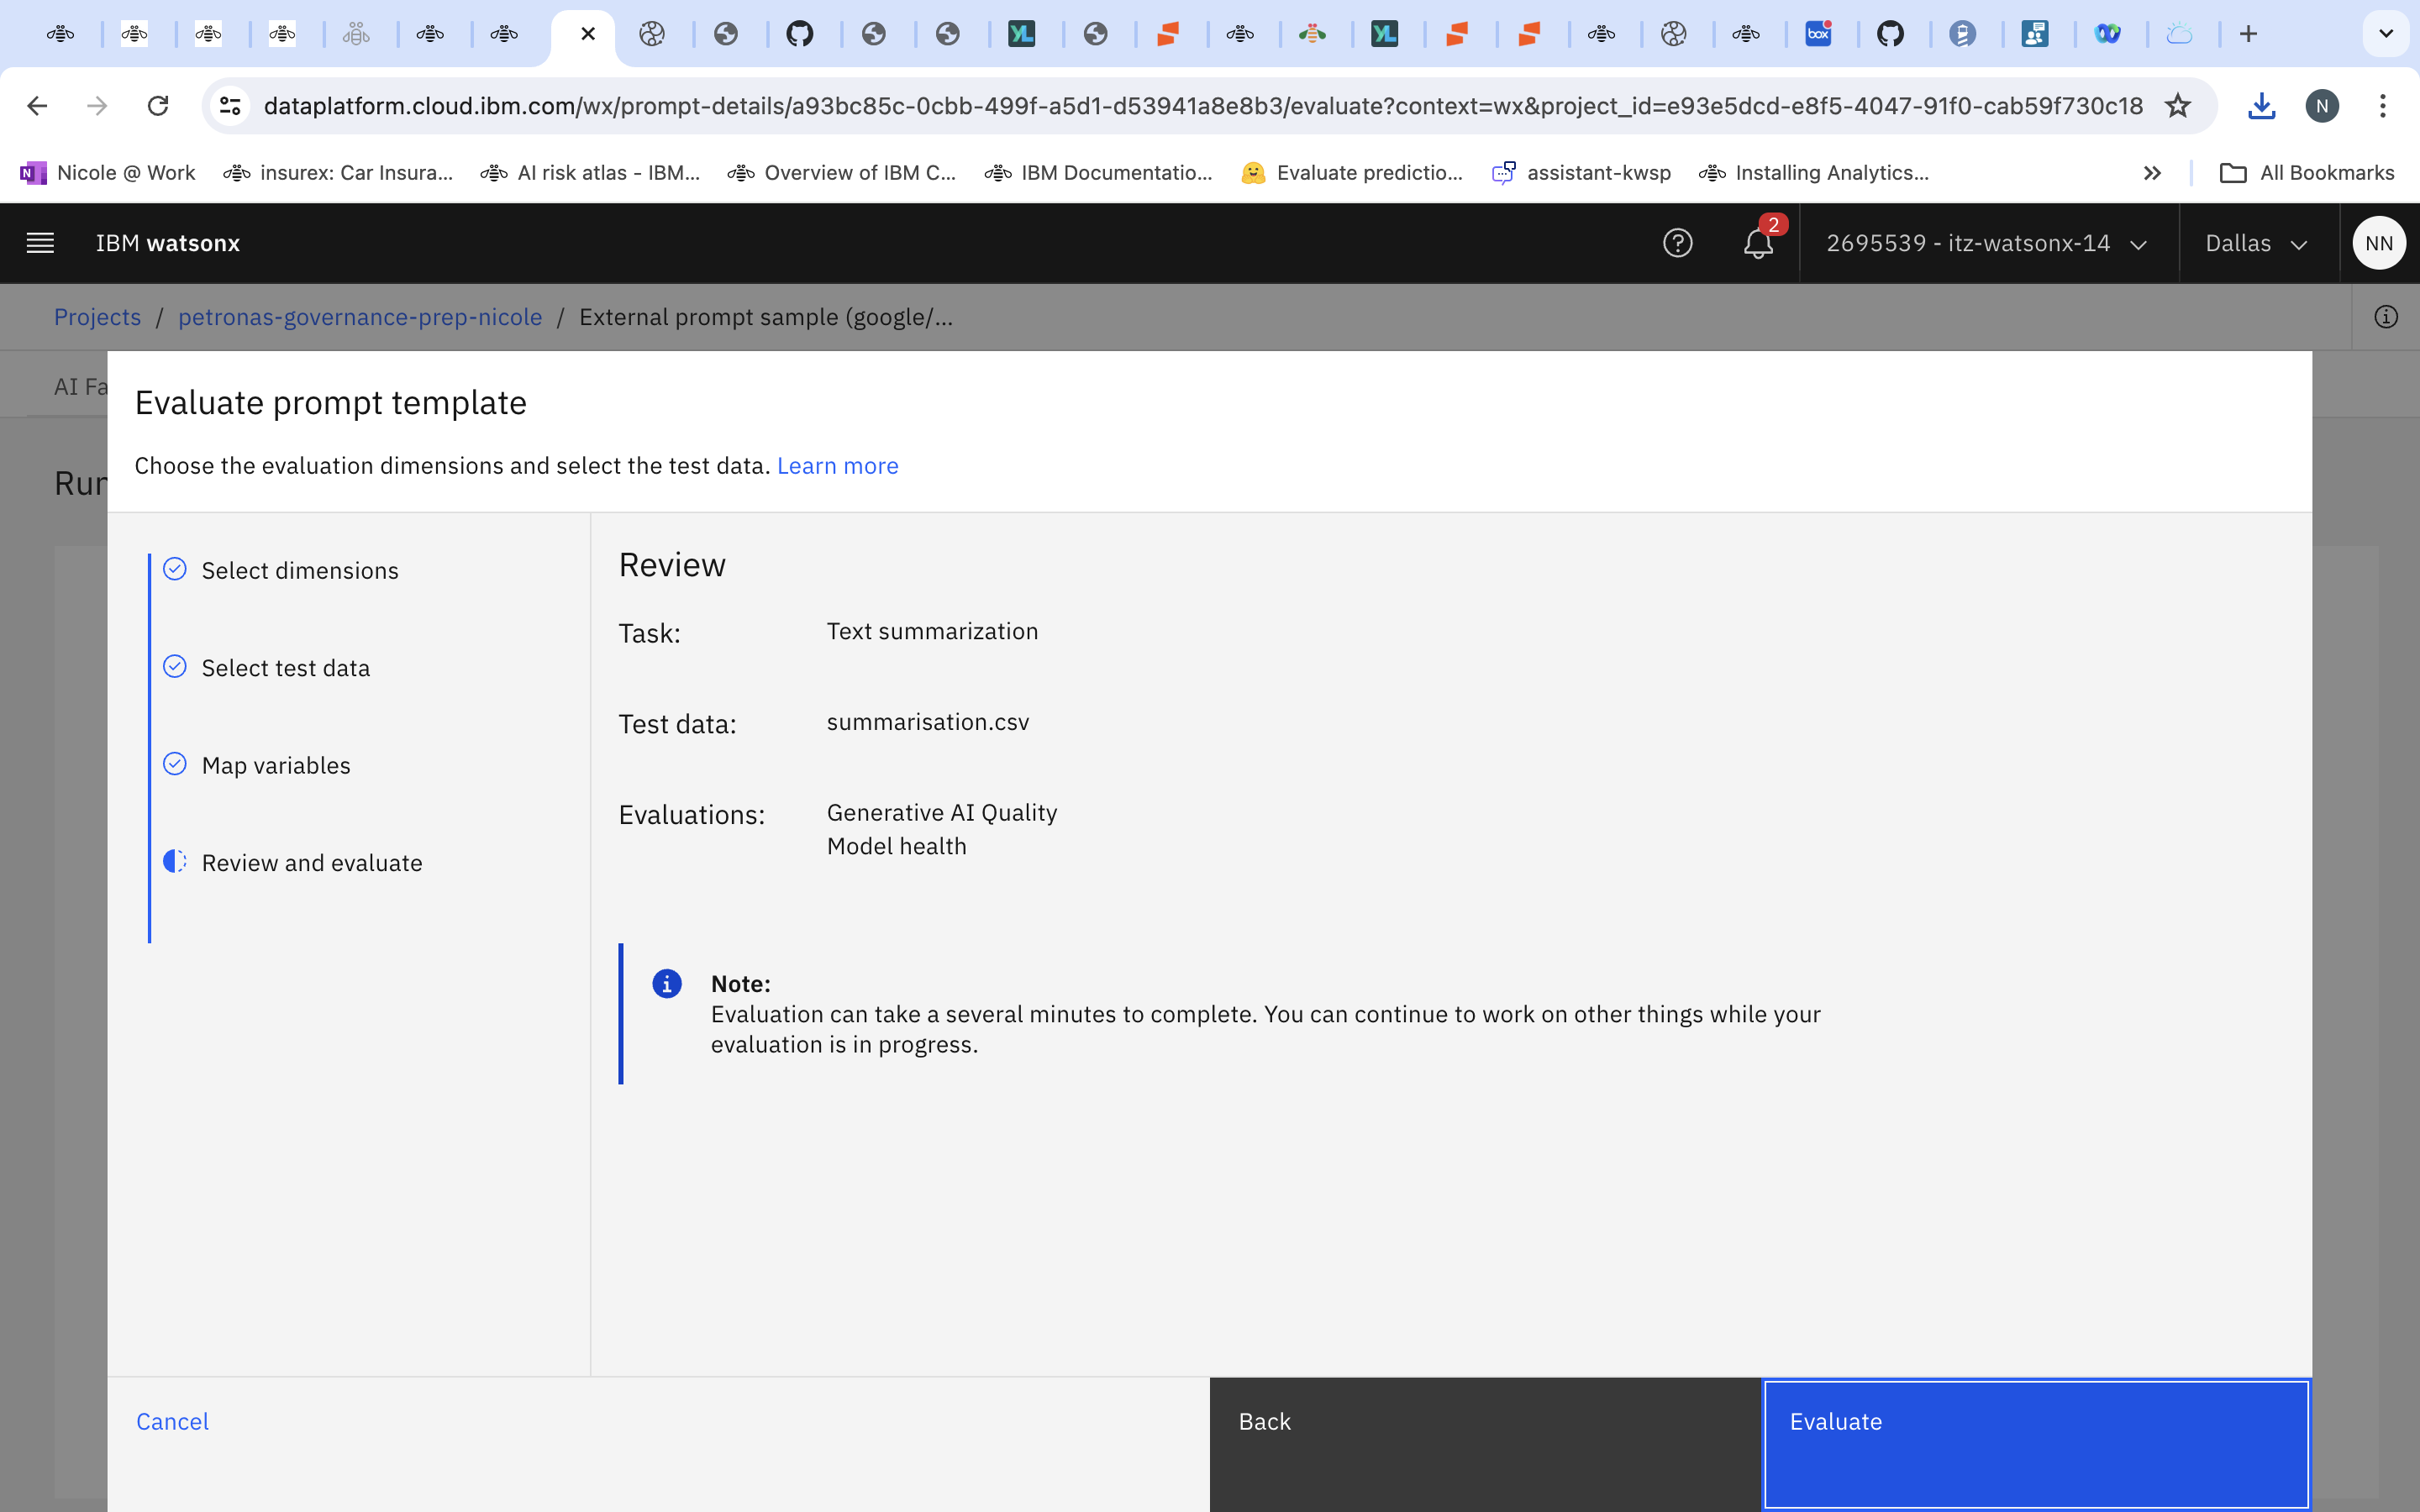 dataplatform.cloud.ibm.com/wx/prompt-details/a93bc85c-0cbb-499f-a5d1-d53941a8e8b3/evaluate?context=wx&project_id=e93e5dcd-e8f5-4047-91f0-cab59f730c18
N
Nicole @ Work
insurex: Car Insura...
AI risk atlas - IBM...
Overview of IBM C...
IBM Documentatio...
Evaluate predictio...
assistant-kwsp
Installing Analytics...
All Bookmarks
IBM watsonx
2
2695539 - itz-watsonx-14
Dallas
NN
Projects / petronas-governance-prep-nicole / External prompt sample (google/...
AI Fa
Run
Evaluate prompt template
Choose the evaluation dimensions and select the test data. Learn more
Select dimensions
Select test data
Map variables
Review and evaluate
Review
Task: Text summarization
Test data: summarisation.csv
Evaluations: Generative AI Quality
Model health
Note:
Evaluation can take a several minutes to complete. You can continue to work on other things while your
evaluation is in progress.
Cancel
Back
Evaluate